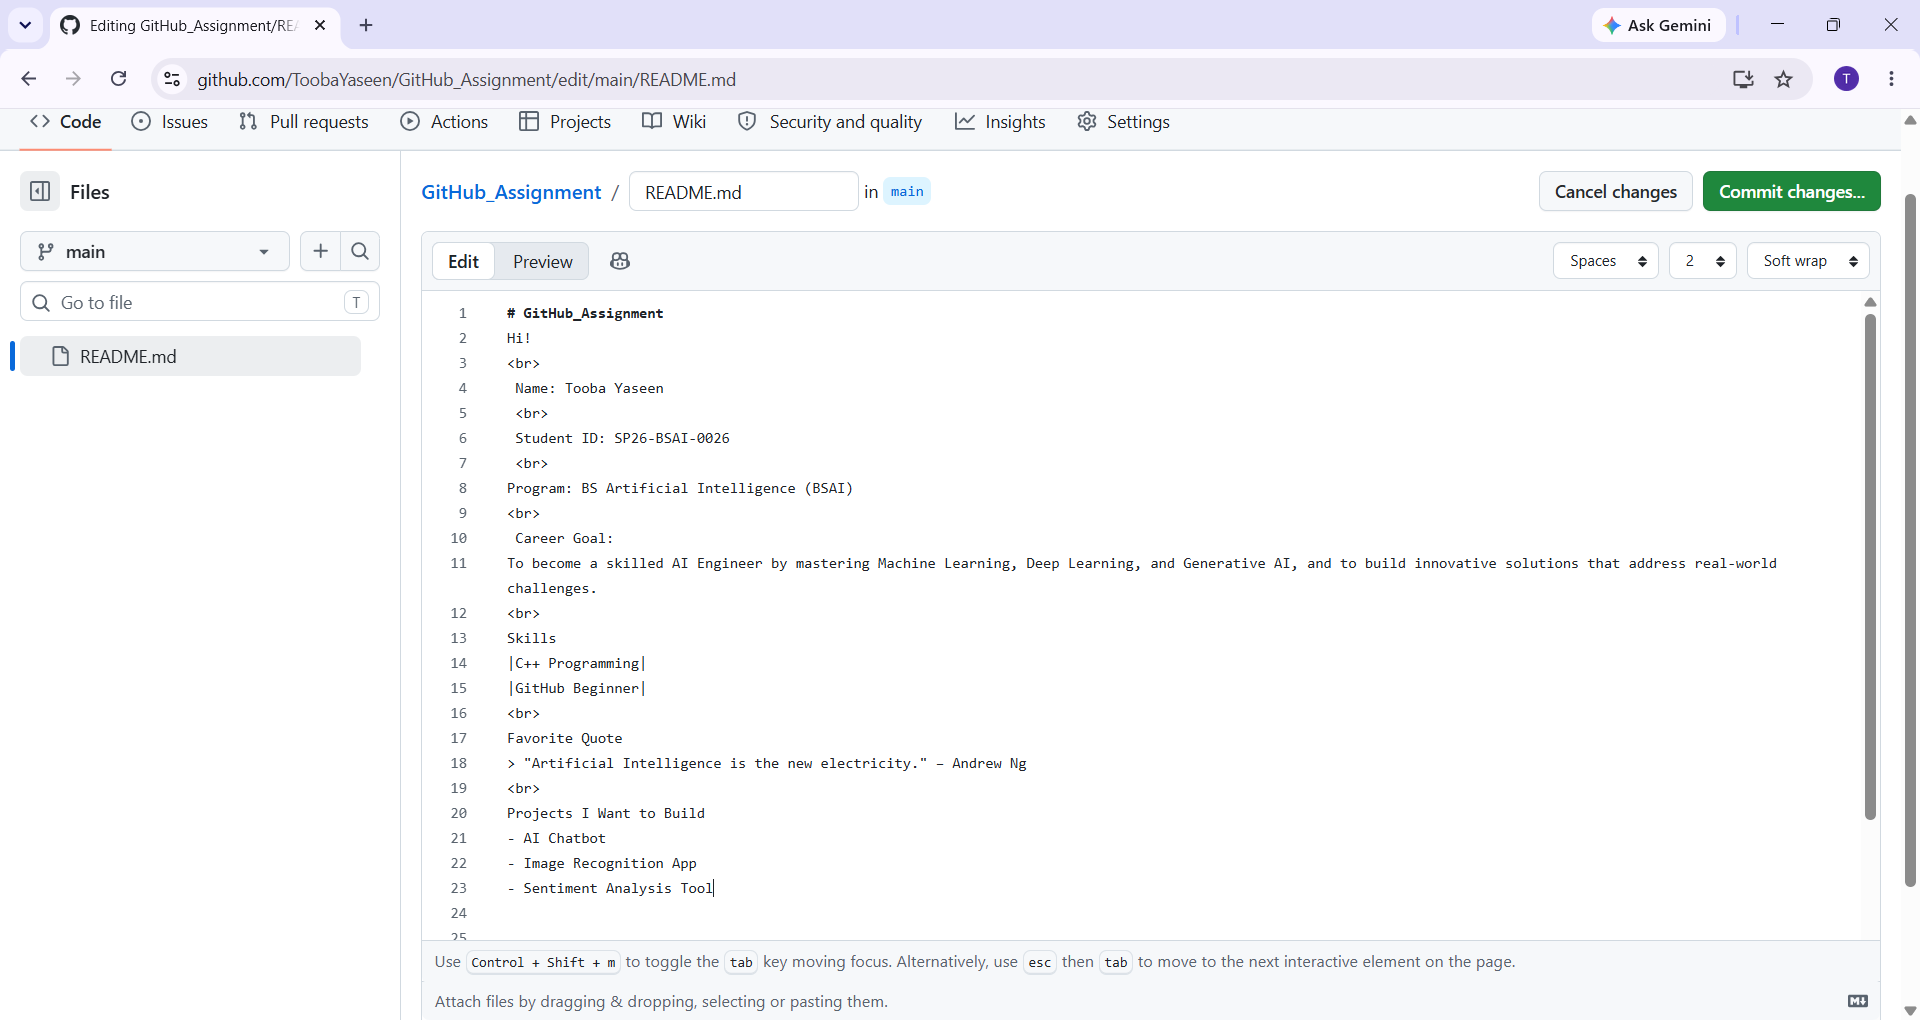 Editing GitHub_Assignment/REA
Ask Gemini
github.com/ToobaYaseen/GitHub_Assignment/edit/main/README.md
T
Code
Issues
Pull requests
Actions
Projects
Wiki
Security and quality
Insights
Settings
Files
GitHub_Assignment / README.md in main
Cancel changes
Commit changes...
main
Edit
Preview
Spaces
2
Soft wrap
Go to file
T
README.md
1 # GitHub_Assignment
2 Hi!
3 <br>
4 Name: Tooba Yaseen
5 <br>
6 Student ID: SP26-BSAI-0026
7 <br>
8 Program: BS Artificial Intelligence (BSAI)
9 <br>
10 Career Goal:
11 To become a skilled AI Engineer by mastering Machine Learning, Deep Learning, and Generative AI, and to build innovative solutions that address real-world
challenges.
12 <br>
13 Skills
14 |C++ Programming|
15 |GitHub Beginner|
16 <br>
17 Favorite Quote
18 > "Artificial Intelligence is the new electricity." – Andrew Ng
19 <br>
20 Projects I Want to Build
21 - AI Chatbot
22 - Image Recognition App
23 - Sentiment Analysis Tool
24
25
Use Control + Shift + m to toggle the tab key moving focus. Alternatively, use esc then tab to move to the next interactive element on the page.
Attach files by dragging & dropping, selecting or pasting them.